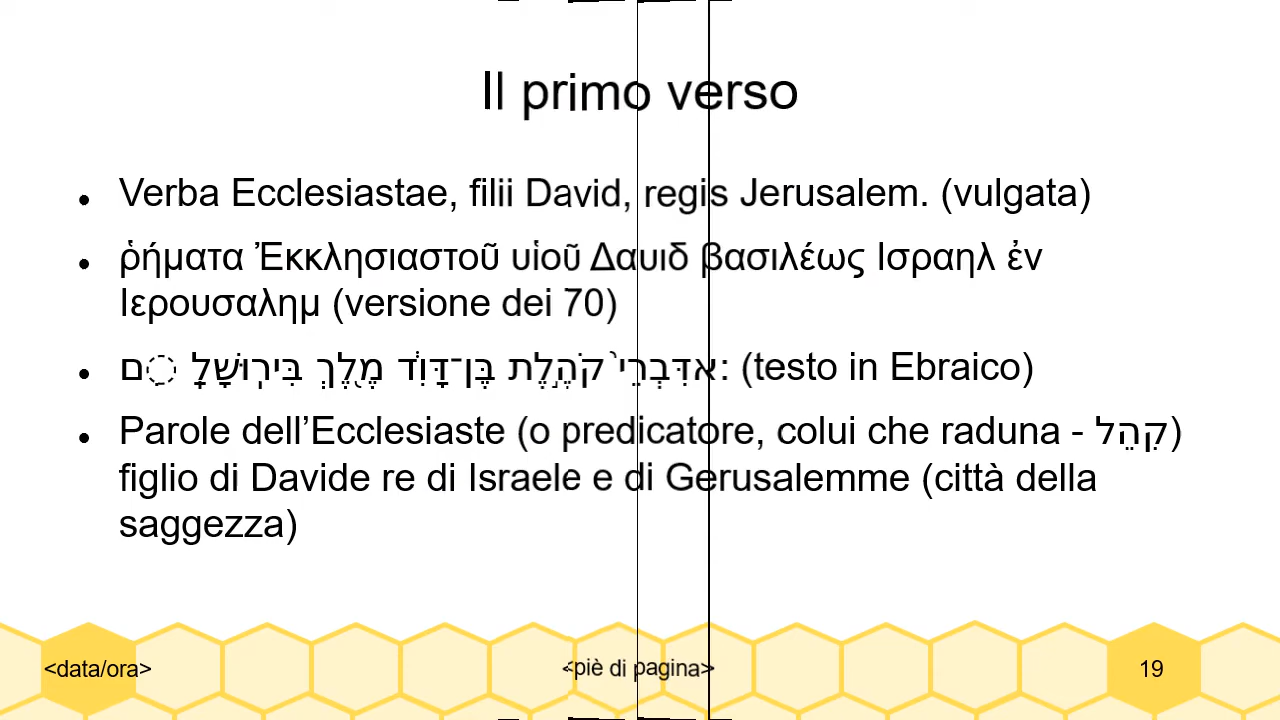 Il primo verso
Verba Ecclesiastae, filii David, regis Jerusalem. (vulgata)
ῥήματα Ἐκκλησιαστοῦ υἱοῦ Δαυιδ βασιλέως Ισραηλ ἐν
Ιερουσαλημ (versione dei 70)
אדִּבְרֵי֙ קֹהֶ֣לֶת בֶּן־דָּוִ֔ד מֶ֖לֶךְ בִּירֽוּשָׁלִָֽ ם: (testo in Ebraico)
Parole dell’Ecclesiaste (o predicatore, colui che raduna - קִהֵל)
figlio di Davide re di Israele e di Gerusalemme (città della
saggezza)
<data/ora>
<piè di pagina>
19